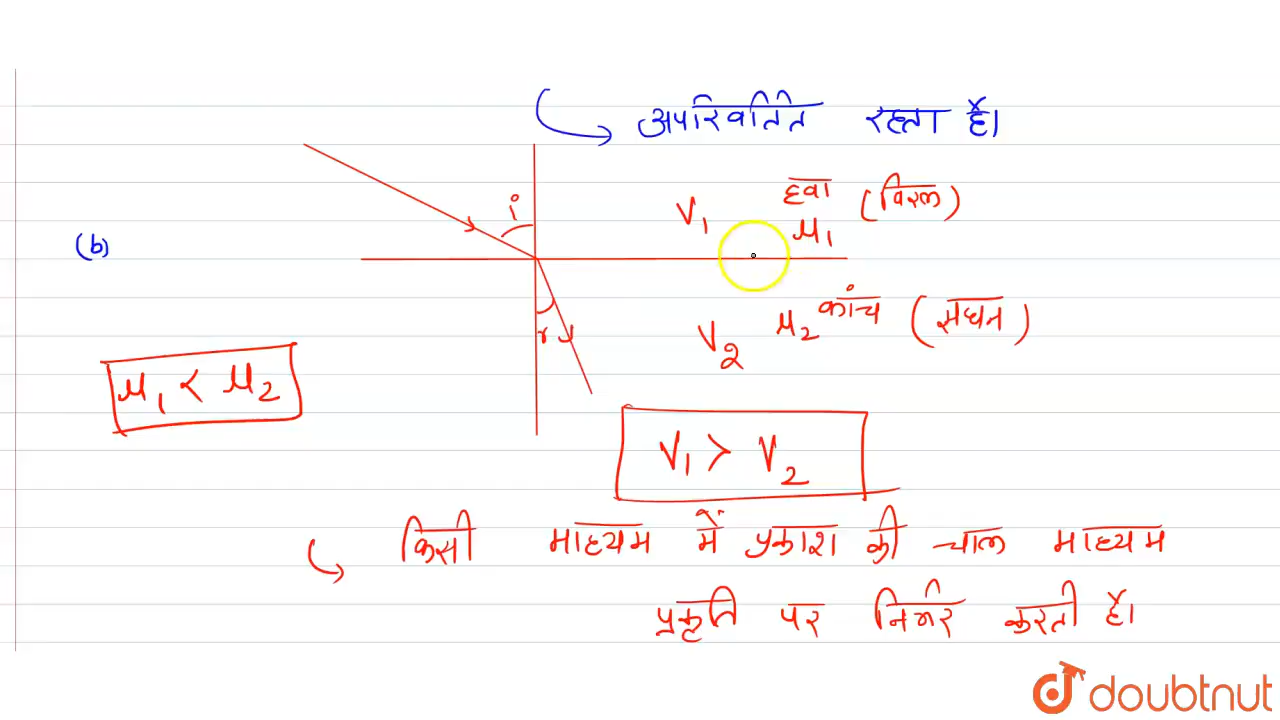 अपरिवर्तित रहता है।
i
V₁ हवा (विरल)
μ₁
(b)
μ₂ कांच (सघन)
V₂
r
μ₁ < μ₂
V₁ > V₂
किसी माध्यम में प्रकाश की चाल माध्यम
प्रकृति पर निर्भर करती है।
doubtnut